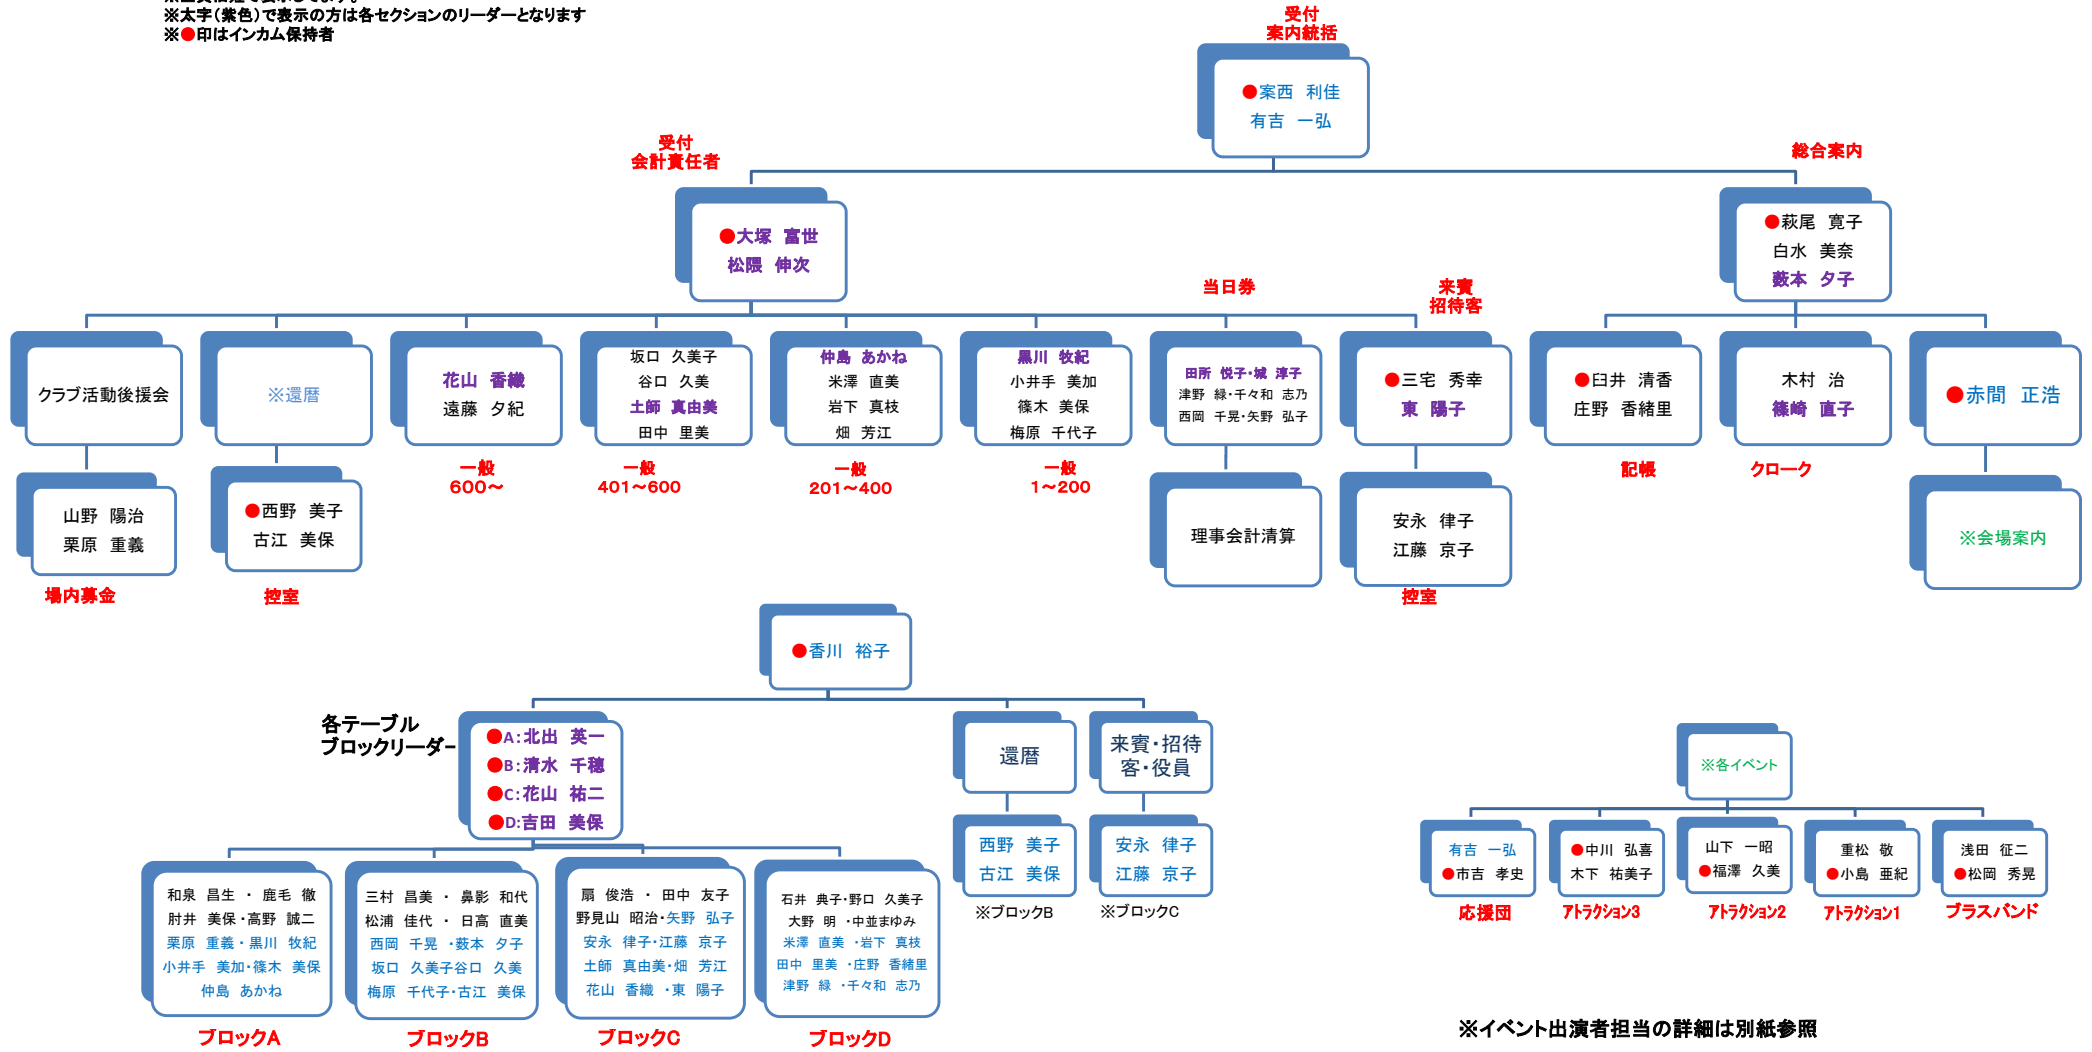 ※太字(紫色)で表示の方は各セクションのリーダーとなります
※●印はインカム保持者
受付
案内統括
●案西 利佳
有吉 一弘
受付
会計責任者
●大塚 富世
松隈 伸次
総合案内
●萩尾 寛子
白水 美奈
薮本 夕子
当日券
来賓
招待客
クラブ活動後援会
※還暦
花山 香織
遠藤 夕紀
坂口 久美子
谷口 久美
土師 真由美
田中 里美
仲島 あかね
米澤 直美
岩下 真枝
畑 芳江
黒川 牧紀
小井手 美加
篠木 美保
梅原 千代子
田所 悦子・城 淳子
津野 緑・千々和 志乃
西岡 千晃・矢野 弘子
●三宅 秀幸
東 陽子
●臼井 清香
庄野 香緒里
木村 治
篠崎 直子
●赤間 正浩
一般
600～
一般
401～600
一般
201～400
一般
1～200
記帳
クローク
山野 陽治
栗原 重義
●西野 美子
古江 美保
理事会計清算
安永 律子
江藤 京子
※会場案内
場内募金
控室
控室
●香川 裕子
各テーブル
ブロックリーダー
●A:北出 英一
●B:清水 千穂
●C:花山 祐二
●D:吉田 美保
還暦
来賓・招待
客・役員
西野 美子
古江 美保
安永 律子
江藤 京子
※ブロックB
※ブロックC
和泉 昌生 ・ 鹿毛 徹
肘井 美保・高野 誠二
栗原 重義・黒川 牧紀
小井手 美加・篠木 美保
仲島 あかね
三村 昌美 ・ 鼻影 和代
松浦 佳代 ・ 日高 直美
西岡 千晃 ・薮本 夕子
坂口 久美子谷口 久美
梅原 千代子・古江 美保
扇 俊浩 ・ 田中 友子
野見山 昭治・矢野 弘子
安永 律子・江藤 京子
土師 真由美・畑 芳江
花山 香織 ・東 陽子
石井 典子・野口 久美子
大野 明 ・中並まゆみ
米澤 直美 ・岩下 真枝
田中 里美 ・庄野 香緒里
津野 緑 ・千々和 志乃
ブロックA
ブロックB
ブロックC
ブロックD
※各イベント
有吉 一弘
●市吉 孝史
●中川 弘喜
木下 祐美子
山下 一昭
●福澤 久美
重松 敬
●小島 亜紀
浅田 征二
●松岡 秀晃
応援団
アトラクション3
アトラクション2
アトラクション1
ブラスバンド
※イベント出演者担当の詳細は別紙参照